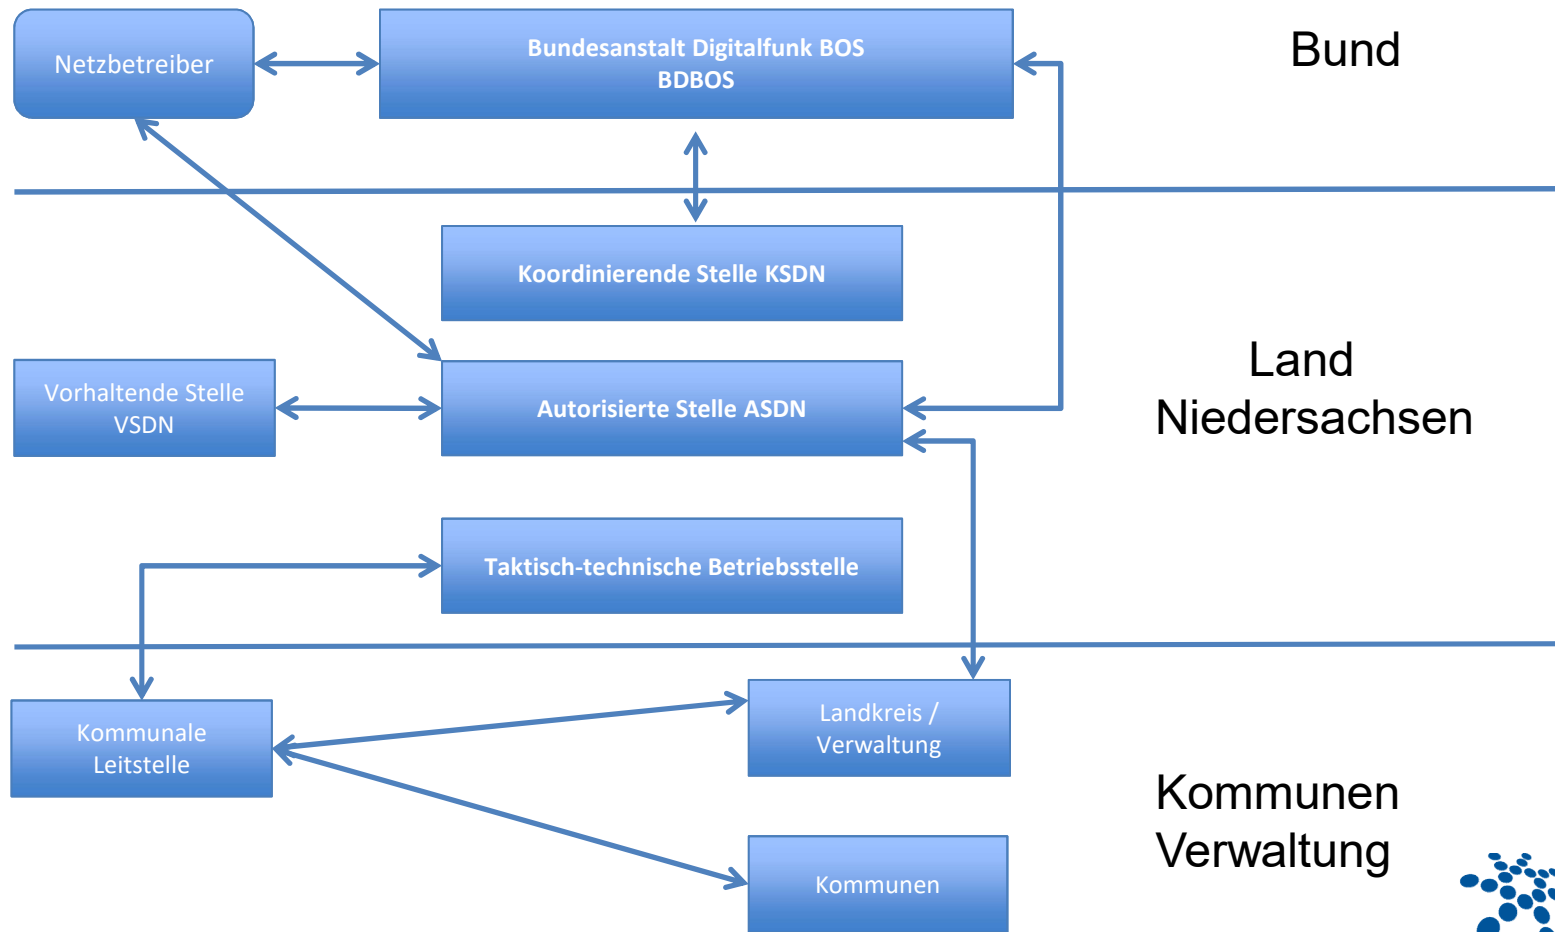 Netzbetreiber
Bundesanstalt Digitalfunk BOS
BDBOS
Bund
Koordinierende Stelle KSDN
Vorhaltende Stelle
VSDN
Autorisierte Stelle ASDN
Land
Niedersachsen
Taktisch-technische Betriebsstelle
Kommunale
Leitstelle
Landkreis /
Verwaltung
Kommunen
Verwaltung
Kommunen